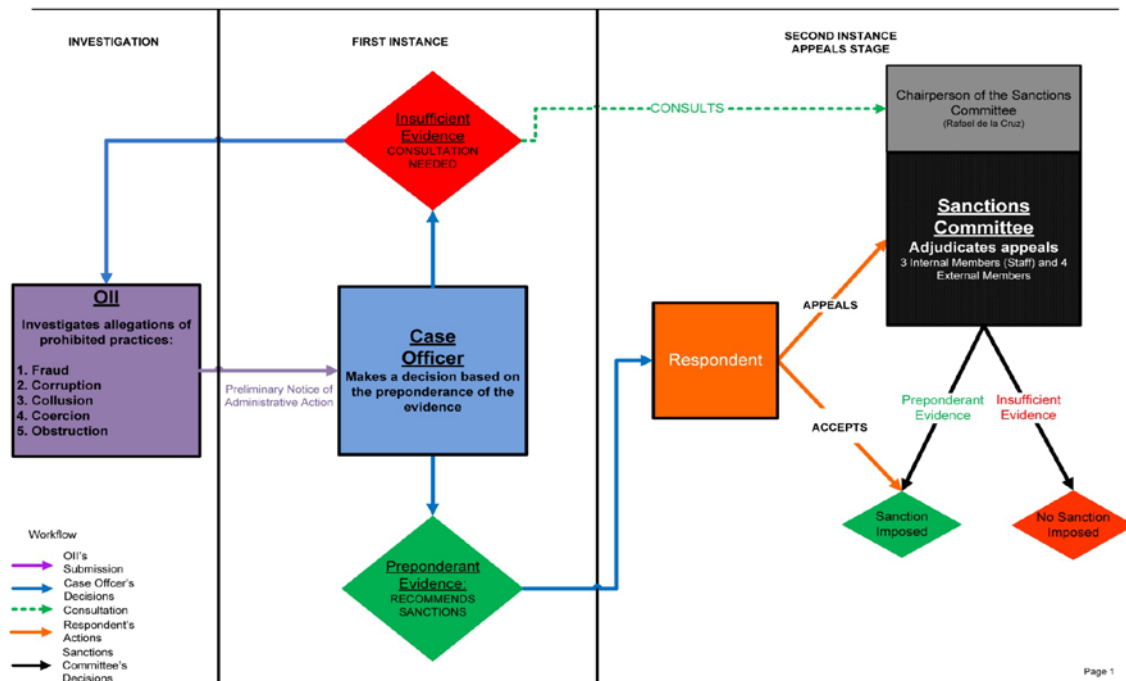 INVESTIGATION
FIRST INSTANCE
SECOND INSTANCE
APPEALS STAGE
Insufficient
Evidence
CONSULTATION
NEEDED
CONSULTS
Chairperson of the Sanctions
Committee
(Rafael de la Cruz)
Sanctions
Committee
Adjudicates appeals
3 Internal Members (Staff) and 4
External Members
OII
Investigates allegations of
prohibited practices:
1. Fraud
2. Corruption
3. Collusion
4. Coercion
5. Obstruction
Preliminary Notice of
Administrative Action
Case
Officer
Makes a decision based on
the preponderance of the
evidence
Respondent
APPEALS
ACCEPTS
Preponderant
Evidence
Insufficient
Evidence
Sanction
Imposed
No Sanction
Imposed
Preponderant
Evidence:
RECOMMENDS
SANCTIONS
Workflow
OII's
Submission
Case Offcer's
Decisions
Consultation
Respondent's
Actions
Sanctions
Committee's
Decisions
Page 1